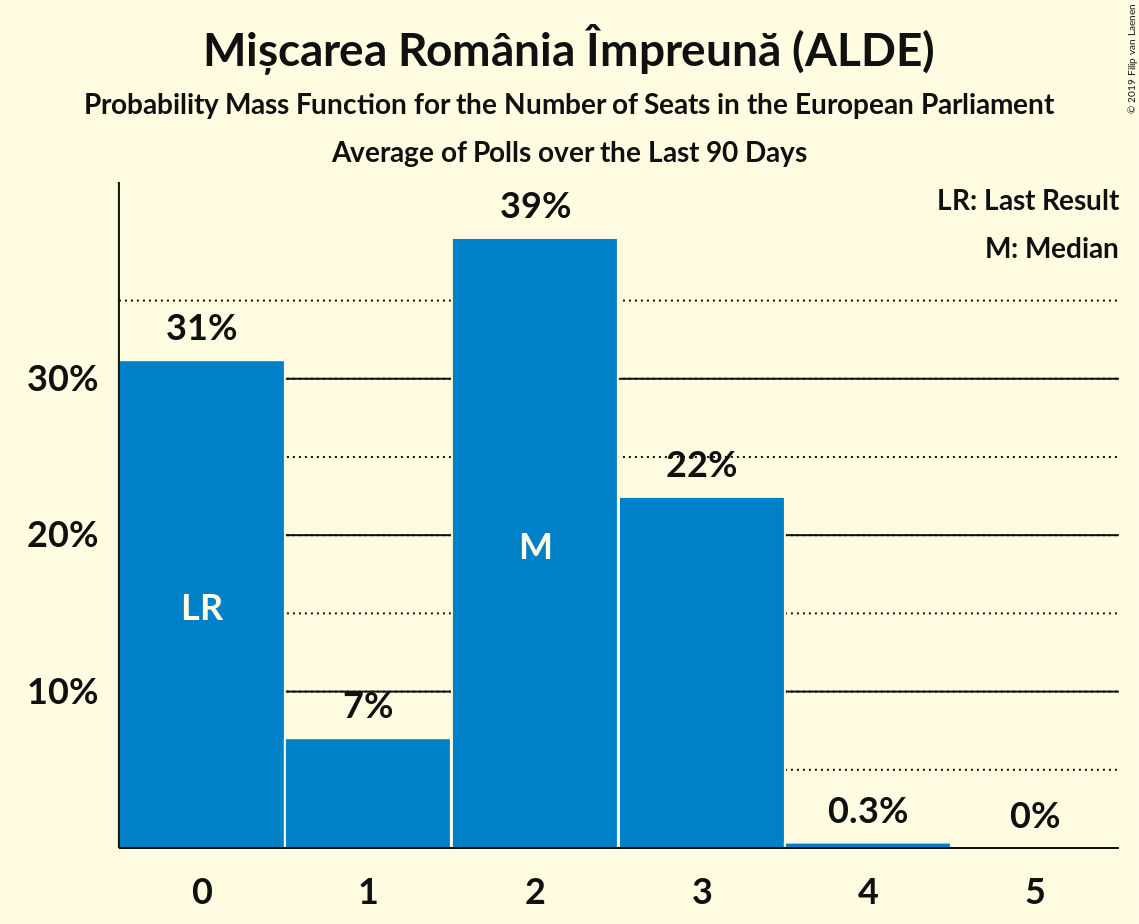 Mișcarea România Împreună (ALDE)
Probability Mass Function for the Number of Seats in the European Parliament
Average of Polls over the Last 90 Days
© 2019 Filip van Laenen
LR: Last Result
M: Median
39%
31%
30%
22%
20%
M
LR
10%
7%
0.3%
0%
0 1 2 3 4 5